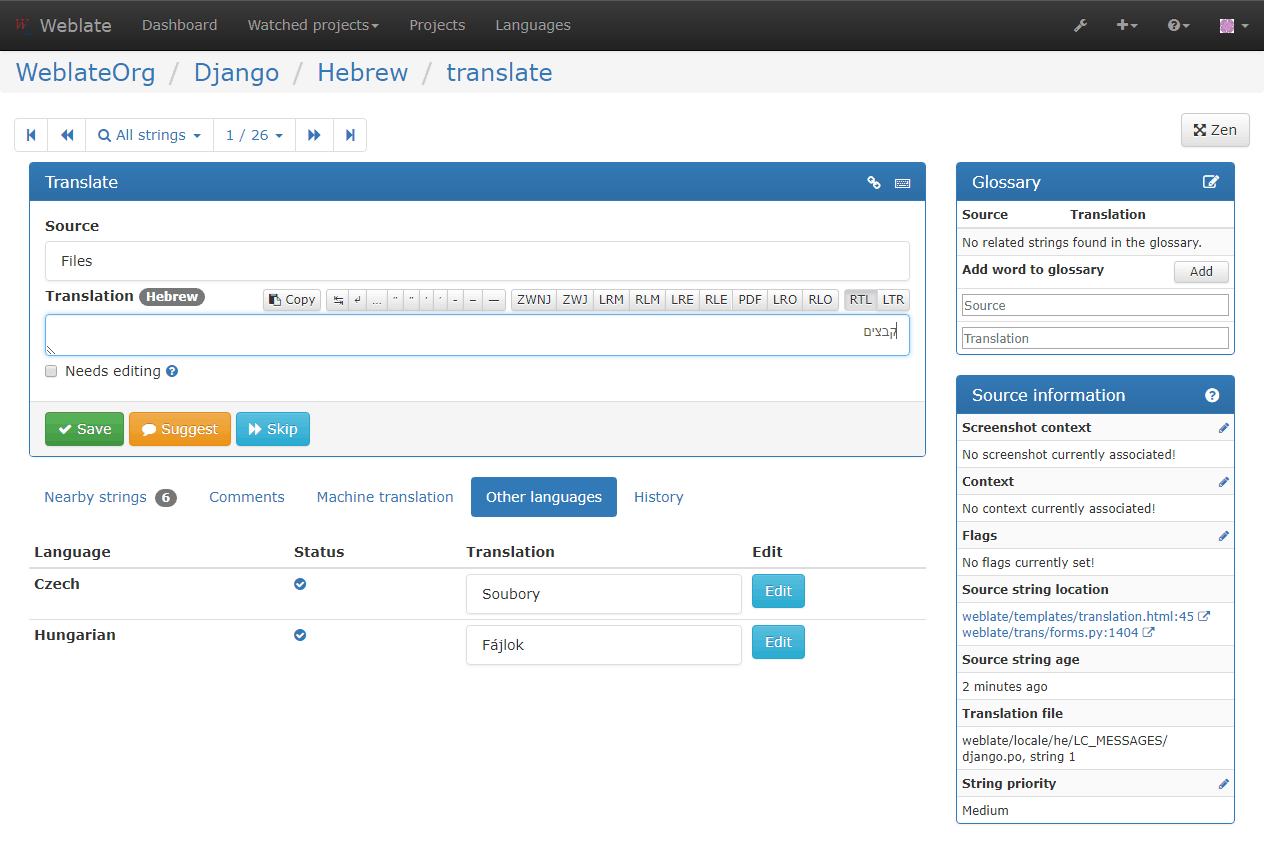 Weblate Dashboard Watched projects Projects Languages
WeblateOrg / Django / Hebrew / translate
All strings 1 / 26 Zen
Translate
Source
Files
Translation Hebrew Copy ↹ ↵ … “ ” ‘ ’ - – — ZWNJ ZWJ LRM RLM LRE RLE PDF LRO RLO RTL LTR
קבצים
Needs editing
Save Suggest Skip
Nearby strings 6 Comments Machine translation Other languages History
Language Status Translation Edit
Czech Soubory Edit
Hungarian Fájlok Edit
Glossary
Source Translation
No related strings found in the glossary.
Add word to glossary Add
Source
Translation
Source information
Screenshot context
No screenshot currently associated!
Context
No context currently associated!
Flags
No flags currently set!
Source string location
weblate/templates/translation.html:45
weblate/trans/forms.py:1404
Source string age
2 minutes ago
Translation file
weblate/locale/he/LC_MESSAGES/
django.po, string 1
String priority
Medium